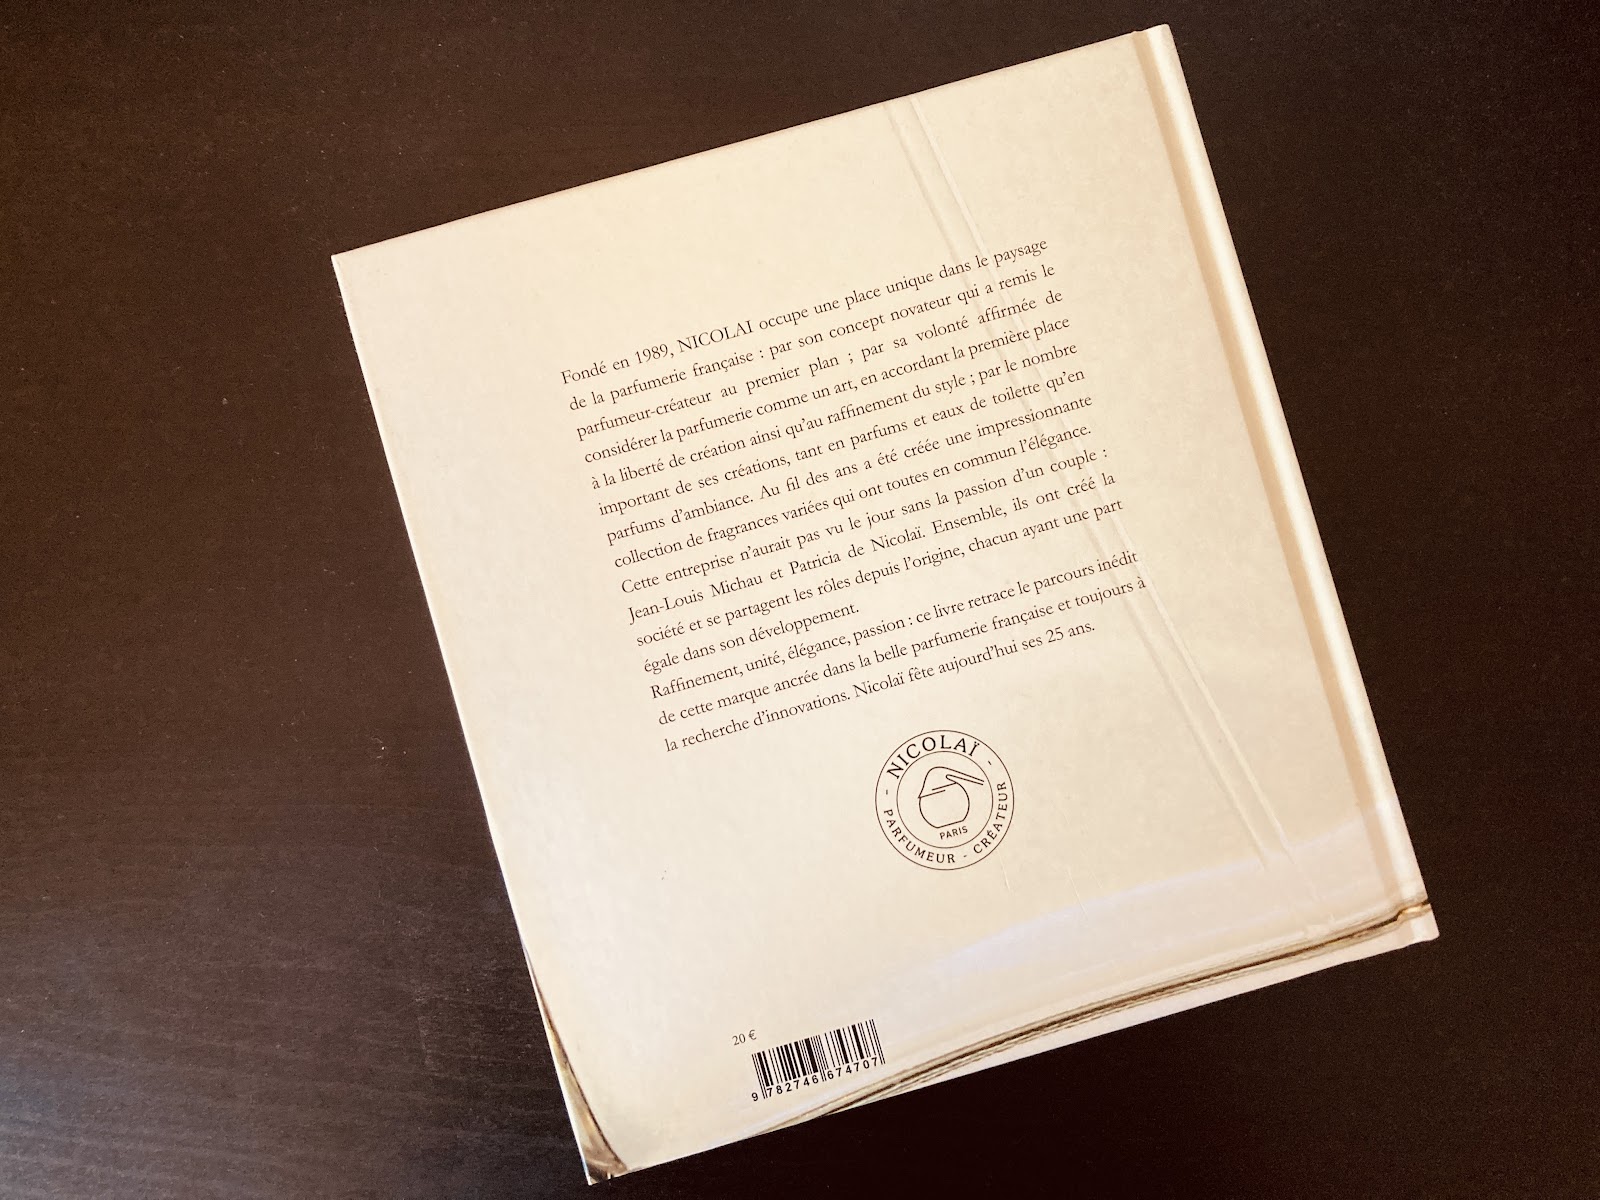 Fondé en 1989, NICOLAI occupe une place unique dans le paysage
de la parfumerie française : par son concept novateur qui a remis le
parfumeur-créateur au premier plan ; par sa volonté affirmée de
considérer la parfumerie comme un art, en accordant la première place
à la liberté de création ainsi qu'au raffinement du style ; par le nombre
important de ses créations, tant en parfums et eaux de toilette qu'en
parfums d'ambiance. Au fil des ans a été créée une impressionnante
collection de fragrances variées qui ont toutes en commun l'élégance.
Cette entreprise n'aurait pas vu le jour sans la passion d'un couple :
Jean-Louis Michau et Patricia de Nicolaï. Ensemble, ils ont créé la
société et se partagent les rôles depuis l'origine, chacun ayant une part
égale dans son développement.
Raffinement, unité, élégance, passion : ce livre retrace le parcours inédit
de cette marque ancrée dans la belle parfumerie française et toujours à
la recherche d'innovations. Nicolaï fête aujourd'hui ses 25 ans.
- NICOLAÏ -
PARIS
PARFUMEUR - CRÉATEUR
20 €
9 782746 674707